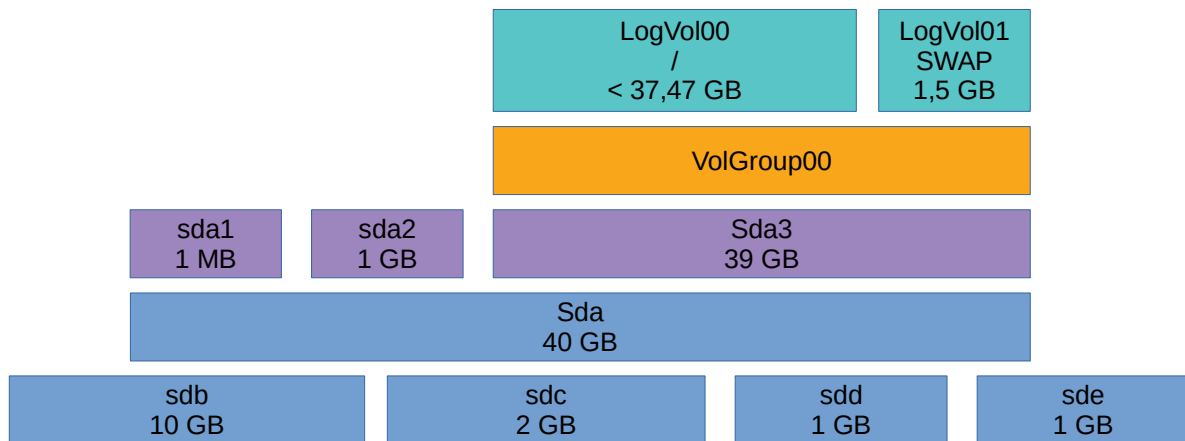 LogVol00
/
< 37,47 GB
LogVol01
SWAP
1,5 GB
VolGroup00
sda1
1 MB
sda2
1 GB
Sda3
39 GB
Sda
40 GB
sdb
10 GB
sdc
2 GB
sdd
1 GB
sde
1 GB